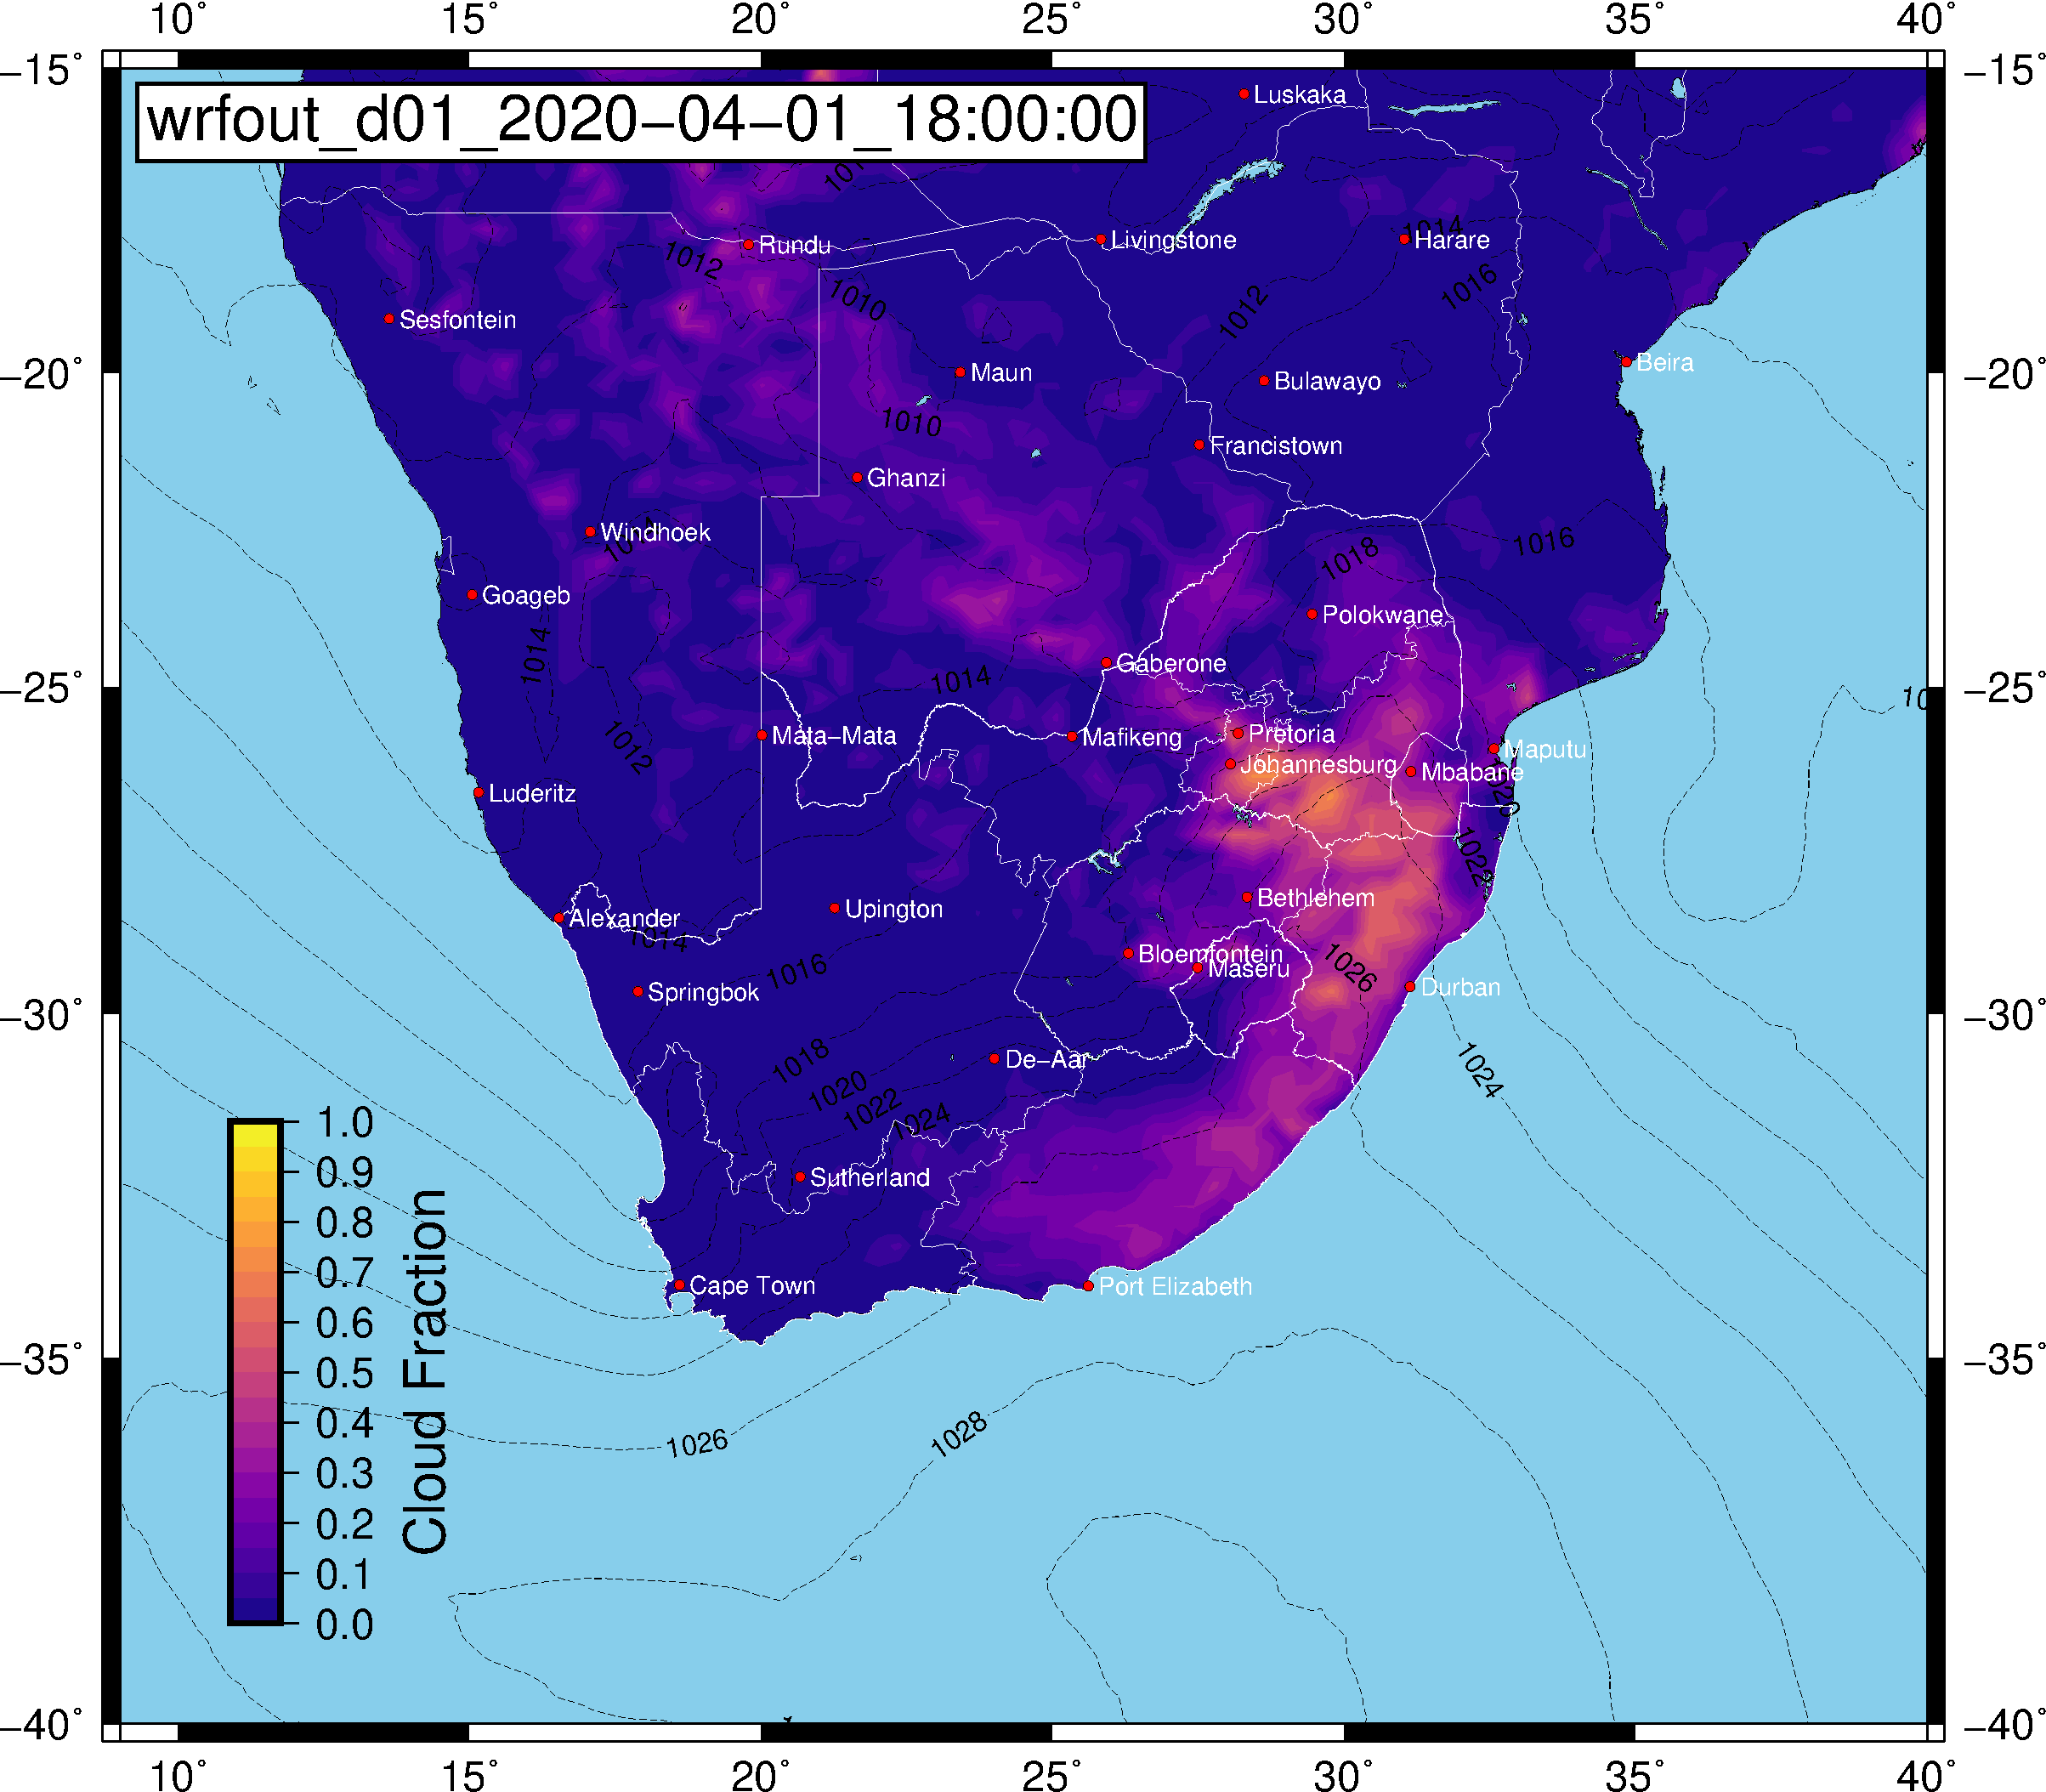 10° 15° 20° 25° 30° 35° 40°
−15° −15°
wrfout_d01_2020−04−01_18:00:00
Luskaka
Rundu
Livingstone
1014
Harare
1012
1010
1012
1016
Sesfontein
Beira
−20° −20°
Maun
Bulawayo
1010
Francistown
Ghanzi
Windhoek
1016
1018
Goageb
Polokwane
1014
Gaberone
1014
−25° −25°
1012
Mata−Mata
Mafikeng
Pretoria
Maputu
Johannesburg
Mbabane
Luderitz
1020
1022
Bethlehem
Upington
Alexander
1014
Bloemfontein
Maseru
1016
1026
Springbok
Durban
−30° −30°
1018
De−Aar
1024
1020
1022
1024
Sutherland
Cape Town
Port Elizabeth
−35° −35°
1026
1028
1.0
0.9
0.8
0.7
0.6
0.5
0.4
0.3
0.2
0.1
0.0
Cloud Fraction
−40° −40°
10° 15° 20° 25° 30° 35° 40°